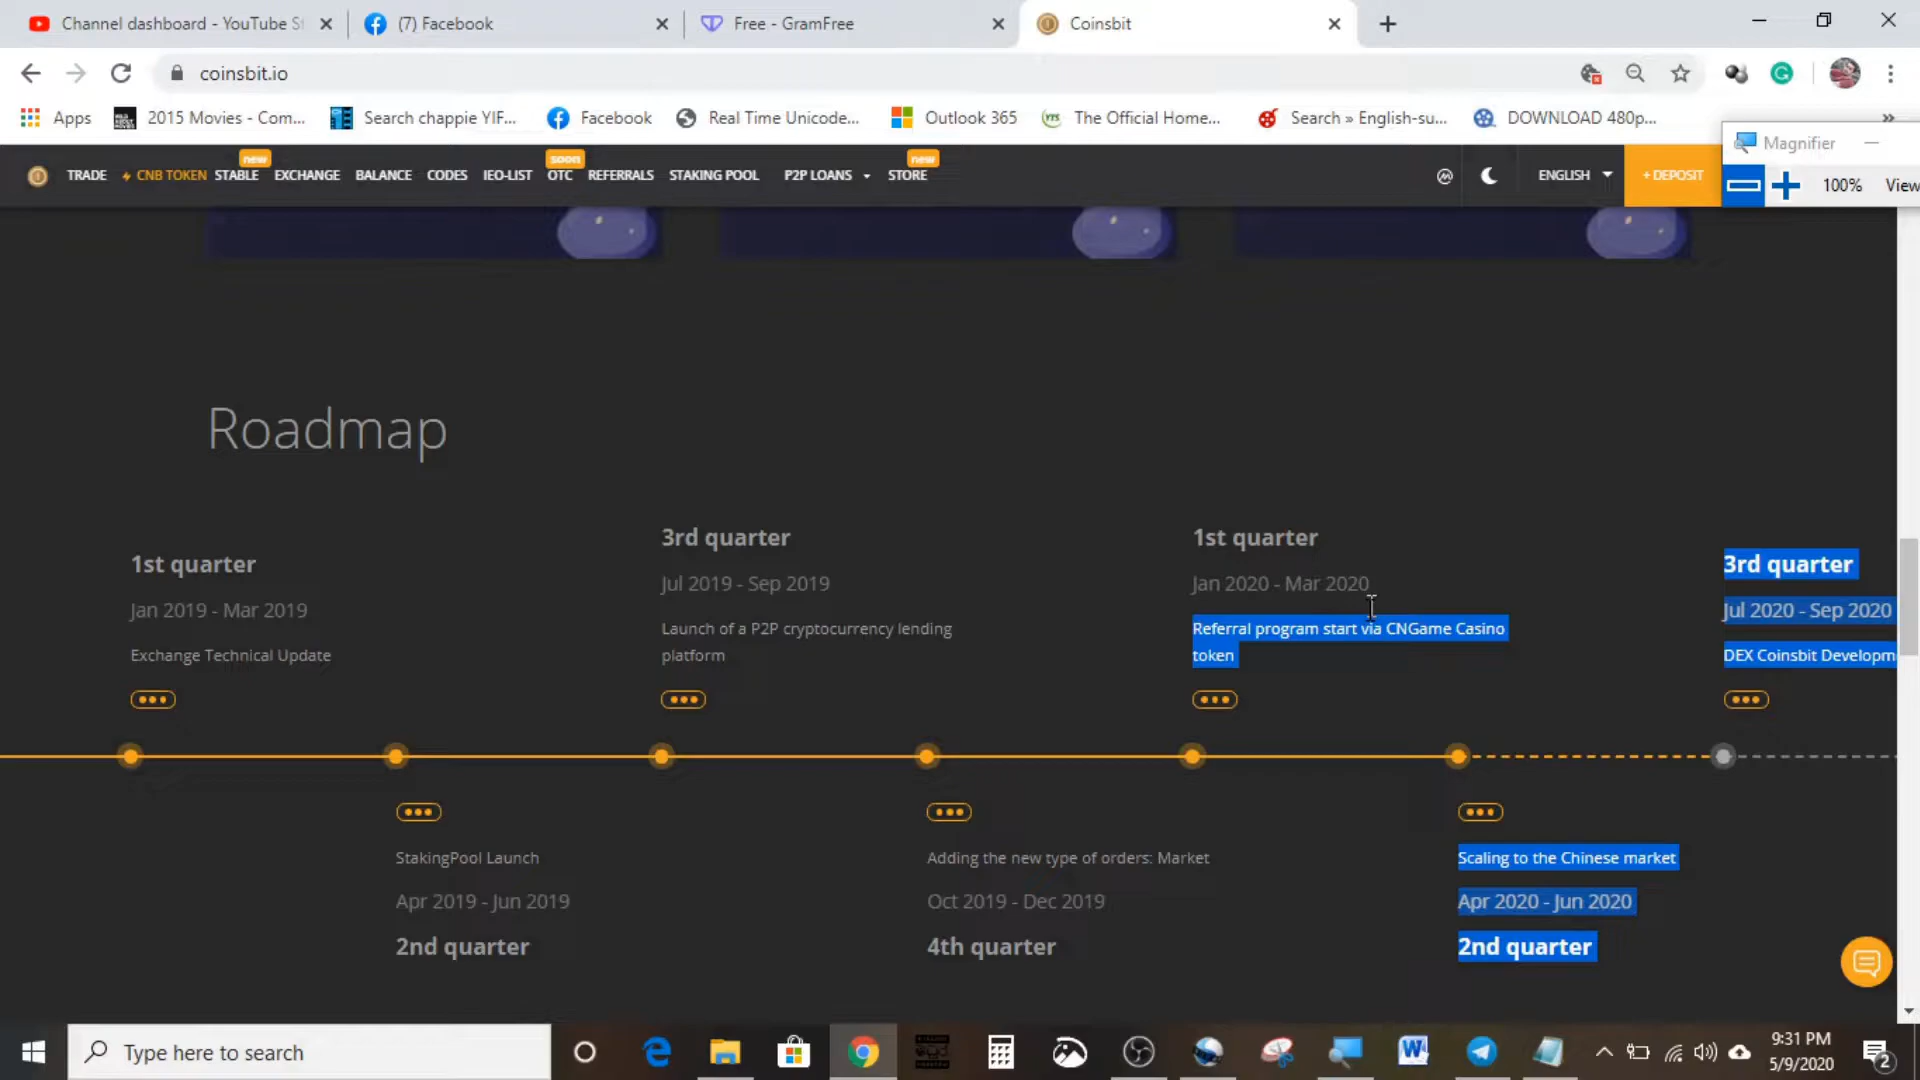 Channel dashboard - YouTube St
(7) Facebook
Free - GramFree
Coinsbit
coinsbit.io
Apps
2015 Movies - Com...
Search chappie YIF...
Facebook
Real Time Unicode...
Outlook 365
The Official Home...
Search » English-su...
DOWNLOAD 480p...
»
Magnifier
100%
View
TRADE
CNB TOKEN
new
STABLE
EXCHANGE
BALANCE
CODES
IEO-LIST
soon
OTC
REFERRALS
STAKING POOL
P2P LOANS
new
STORE
ENGLISH
+ DEPOSIT
Roadmap
1st quarter
Jan 2019 - Mar 2019
Exchange Technical Update
3rd quarter
Jul 2019 - Sep 2019
Launch of a P2P cryptocurrency lending
platform
1st quarter
Jan 2020 - Mar 2020
Referral program start via CNGame Casino
token
3rd quarter
Jul 2020 - Sep 2020
DEX Coinsbit Developm
StakingPool Launch
Apr 2019 - Jun 2019
2nd quarter
Adding the new type of orders: Market
Oct 2019 - Dec 2019
4th quarter
Scaling to the Chinese market
Apr 2020 - Jun 2020
2nd quarter
Type here to search
9:31 PM
5/9/2020
2